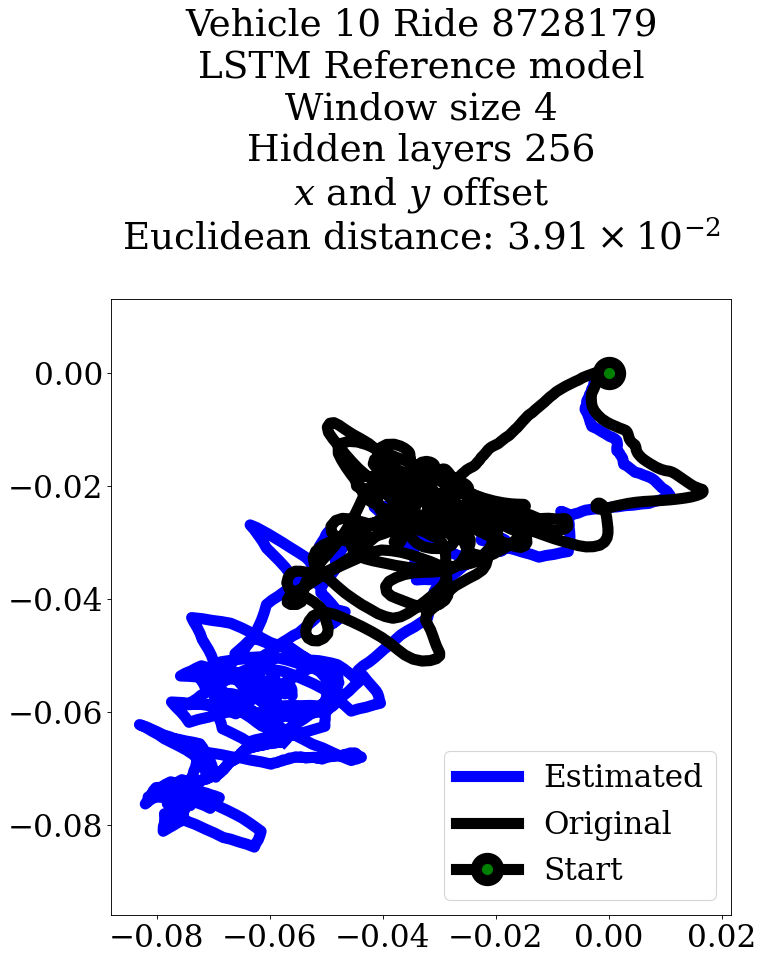 Vehicle 10 Ride 8728179
LSTM Reference model
Window size 4
Hidden layers 256
x and y offset
Euclidean distance: 3.91 × 10⁻²
0.00
−0.02
−0.04
−0.06
−0.08
Estimated
Original
Start
−0.08 −0.06 −0.04 −0.02 0.00 0.02